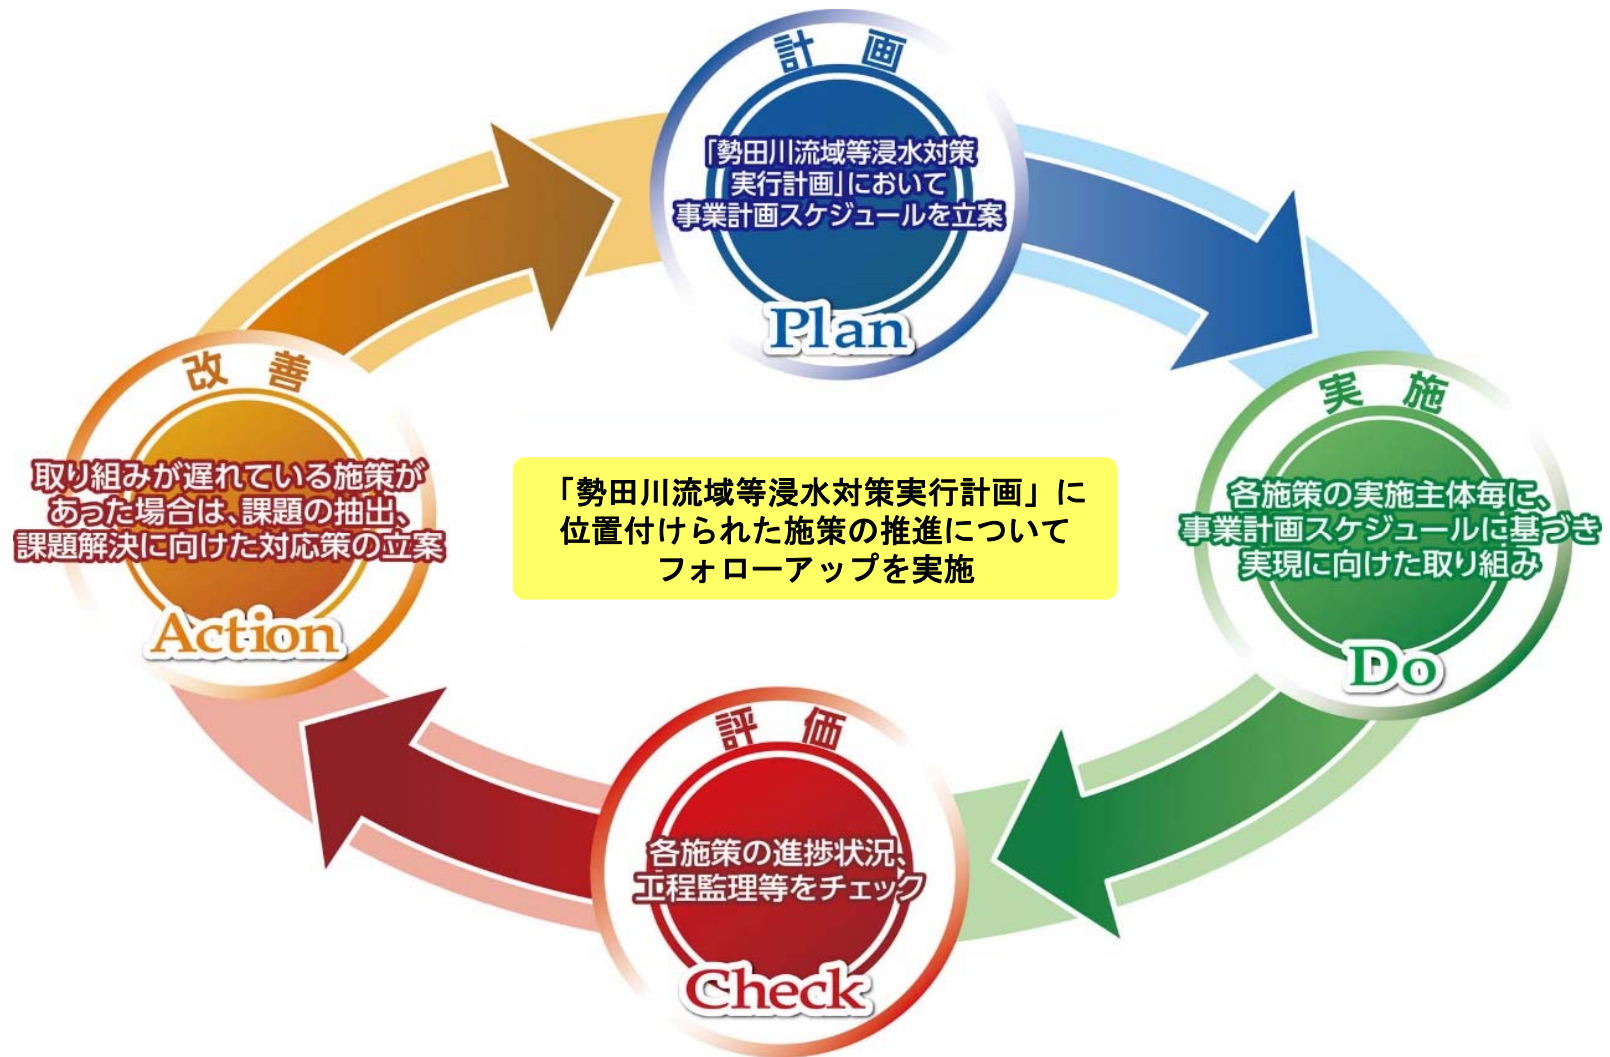 計画
「勢田川流域等浸水対策
実行計画」において
事業計画スケジュールを立案
Plan
実施
各施策の実施主体毎に、
事業計画スケジュールに基づき
実現に向けた取り組み
Do
評価
各施策の進捗状況、
工程監理等をチェック
Check
改善
取り組みが遅れている施策が
あった場合は、課題の抽出、
課題解決に向けた対応策の立案
Action
「勢田川流域等浸水対策実行計画」に
位置付けられた施策の推進について
フォローアップを実施